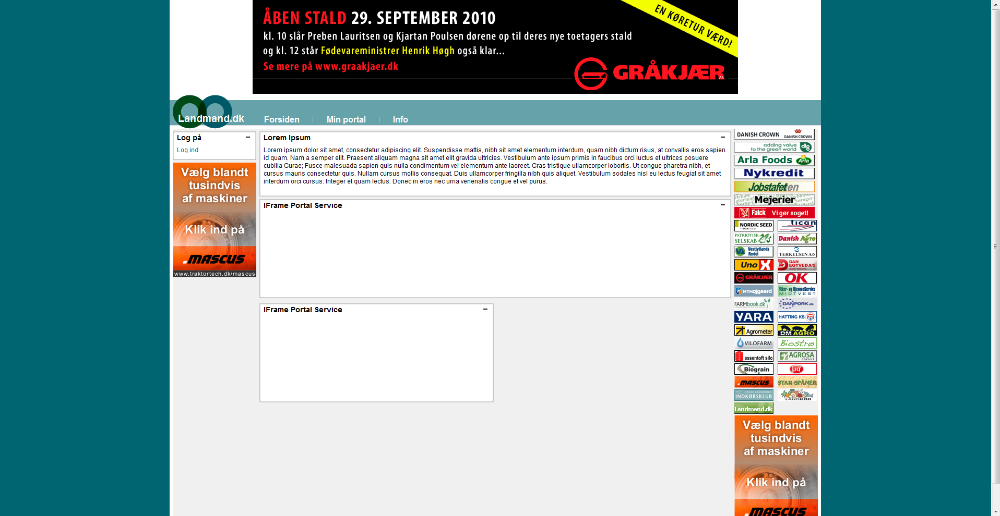 ÅBEN STALD 29. SEPTEMBER 2010
kl. 10 slår Preben Lauritsen og Kjartan Poulsen dørene op til deres nye toetagers stald
og kl. 12 står Fødevareministrer Henrik Høgh også klar...
Se mere på www.graakjaer.dk
EN KØRETUR VÆRD!
GRÅKJÆR AS
Landmand.dk
Forsiden
Min portal
Info
Log på
Log ind
Vælg blandt
tusindvis
af maskiner
Klik ind på
.MASCUS
www.traktortech.dk/mascus
Lorem Ipsum
Lorem ipsum dolor sit amet, consectetur adipiscing elit. Suspendisse mattis, nibh sit amet elementum interdum, quam nibh dictum risus, at convallis eros sapien
id quam. Nam a semper elit. Praesent aliquam magna sit amet elit gravida ultricies. Vestibulum ante ipsum primis in faucibus orci luctus et ultrices posuere
cubilia Curae; Fusce malesuada sapien quis nulla condimentum vel elementum ante laoreet. Cras tristique ullamcorper lobortis. Ut congue pharetra nibh, et
cursus mauris consectetur quis. Nullam cursus mollis consequat. Duis ullamcorper fringilla nibh quis aliquet. Vestibulum sodales nisl eu lectus feugiat sit amet
interdum orci cursus. Integer et quam lectus. Donec in eros nec urna venenatis congue et vel purus.
IFrame Portal Service
IFrame Portal Service
DANISH CROWN DANISH CROWN
adding value
to the green world dlg
Arla Foods Arla
Nykredit
Jobstafetten
Mejerier
Falck Vi gør noget!
NORDIC SEED
tican
PATRIOTISK
SELSKAB
Danish Agro
VA Vestjyllands
Andel
TERKELSEN A/S
Uno X
DAN
EGTVED A/S
GRÅKJÆR
OK
MTHøjgaard
Vikar- og HjemmeService
MIDTVEST
FARMbook.dk
DANPORK.dk
YARA
HATTING KS
Agrometer
DM AGRO
VILOFARM
Biostrø
assentoft silo
AGROSA
CONSULT
Biograin
LILY
.MASCUS
STAR SPÅNER
DANSK LANDBRUGS
INDKØBSKLUB
LANDKØB
Landmand.dk
Vælg blandt
tusindvis
af maskiner
Klik ind på
.MASCUS